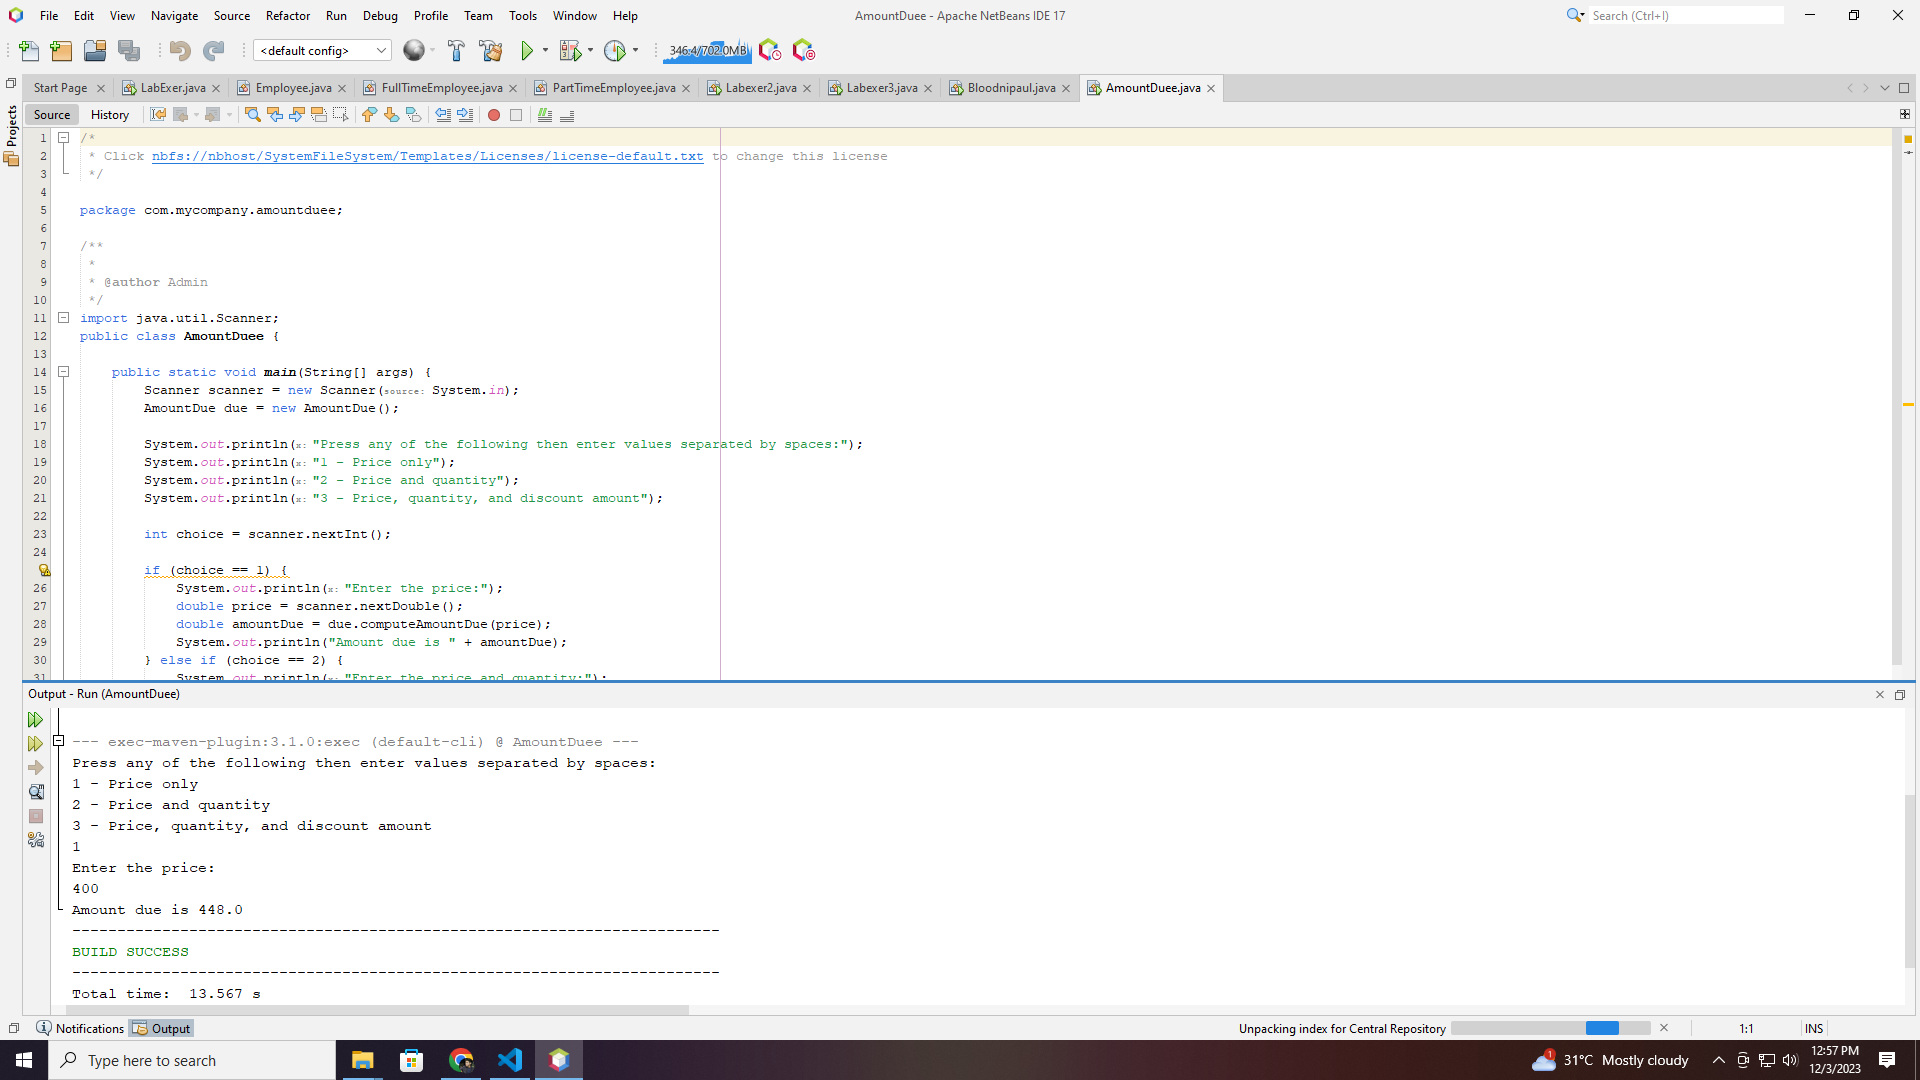 File Edit View Navigate Source Refactor Run Debug Profile Team Tools Window Help
AmountDuee - Apache NetBeans IDE 17
Search (Ctrl+I)
<default config>
346.4/702.0MB
Start Page LabExer.java Employee.java FullTimeEmployee.java PartTimeEmployee.java Labexer2.java Labexer3.java Bloodnipaul.java AmountDuee.java
Projects
Source History
1 /*
2 * Click nbfs://nbhost/SystemFileSystem/Templates/Licenses/license-default.txt to change this license
3 */
4
5 package com.mycompany.amountduee;
6
7 /**
8 *
9 * @author Admin
10 */
11 import java.util.Scanner;
12 public class AmountDuee {
13
14 public static void main(String[] args) {
15 Scanner scanner = new Scanner(source: System.in);
16 AmountDue due = new AmountDue();
17
18 System.out.println(x: "Press any of the following then enter values separated by spaces:");
19 System.out.println(x: "1 - Price only");
20 System.out.println(x: "2 - Price and quantity");
21 System.out.println(x: "3 - Price, quantity, and discount amount");
22
23 int choice = scanner.nextInt();
24
if (choice == 1) {
26 System.out.println(x: "Enter the price:");
27 double price = scanner.nextDouble();
28 double amountDue = due.computeAmountDue(price);
29 System.out.println("Amount due is " + amountDue);
30 } else if (choice == 2) {
31 System.out.println(x: "Enter the price and quantity:");
Output - Run (AmountDuee)
--- exec-maven-plugin:3.1.0:exec (default-cli) @ AmountDuee ---
Press any of the following then enter values separated by spaces:
1 - Price only
2 - Price and quantity
3 - Price, quantity, and discount amount
1
Enter the price:
400
Amount due is 448.0
------------------------------------------------------------------------
BUILD SUCCESS
------------------------------------------------------------------------
Total time:  13.567 s
Notifications Output
Unpacking index for Central Repository
1:1 INS
Type here to search
1
31°C Mostly cloudy
12:57 PM
12/3/2023